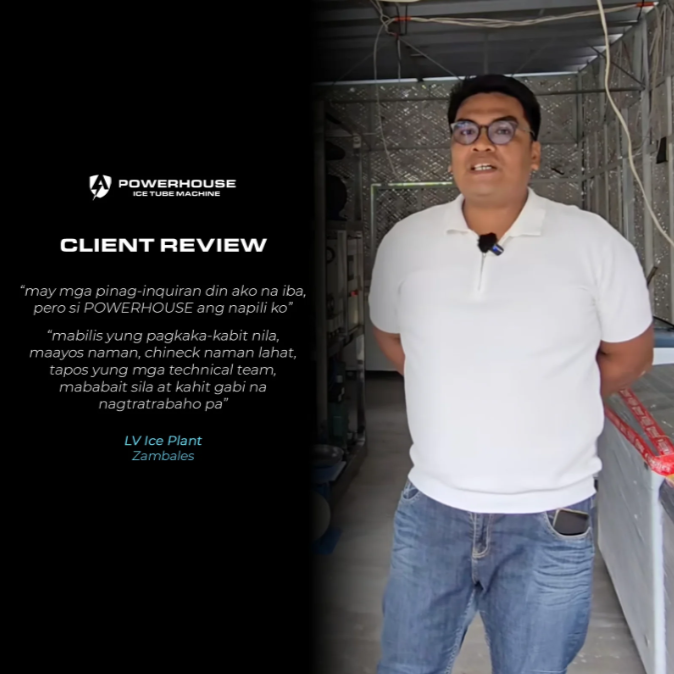 POWERHOUSE
ICE TUBE MACHINE
CLIENT REVIEW
“may mga pinag-inquiran din ako na iba,
pero si POWERHOUSE ang napili ko”
“mabilis yung pagkaka-kabit nila,
maayos naman, chineck naman lahat,
tapos yung mga technical team,
mababait sila at kahit gabi na
nagtratrabaho pa”
LV Ice Plant
Zambales